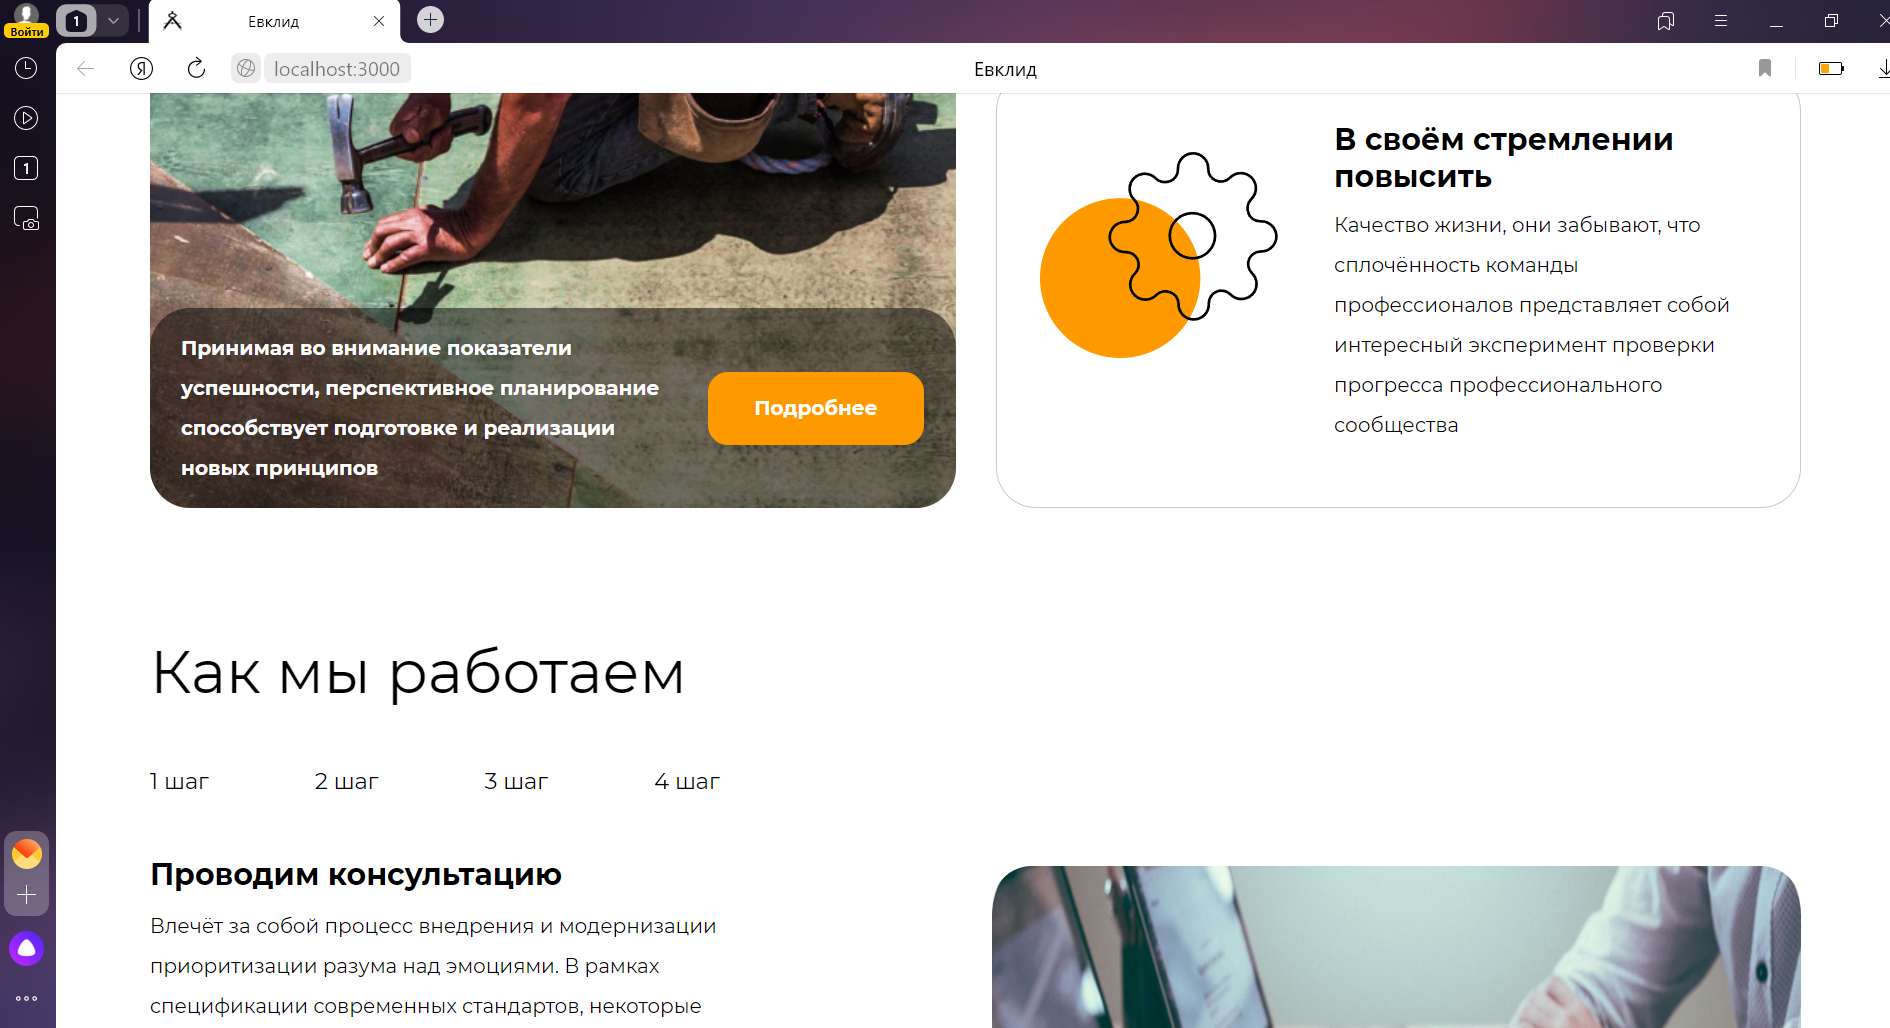 1
Евклид
Войти
Я
localhost:3000
Евклид
1
В своём стремлении
повысить
Качество жизни, они забывают, что
сплочённость команды
профессионалов представляет собой
интересный эксперимент проверки
прогресса профессионального
сообщества
Принимая во внимание показатели
успешности, перспективное планирование
способствует подготовке и реализации
новых принципов
Подробнее
Как мы работаем
1 шаг 2 шаг 3 шаг 4 шаг
Проводим консультацию
Влечёт за собой процесс внедрения и модернизации
приоритизации разума над эмоциями. В рамках
спецификации современных стандартов, некоторые